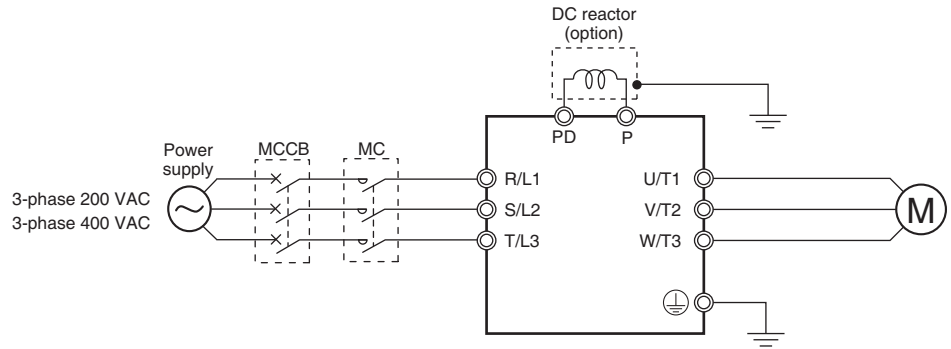 DC reactor
(option)
PD
P
Power
supply
MCCB
MC
3-phase 200 VAC
3-phase 400 VAC
R/L1
S/L2
T/L3
U/T1
V/T2
W/T3
M